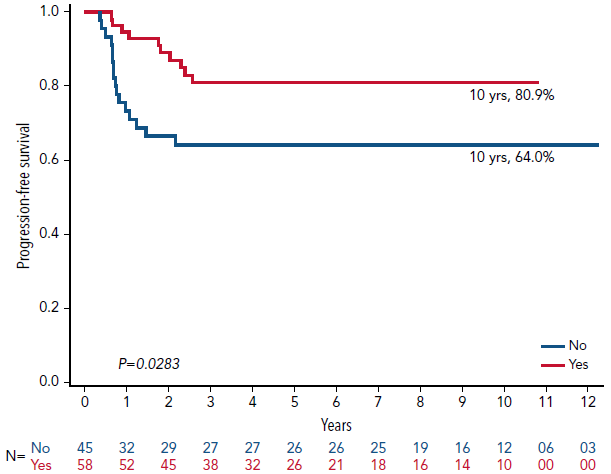 1.0
0.8
0.6
0.4
0.2
0.0
Progression-free survival
10 yrs, 80.9%
10 yrs, 64.0%
P=0.0283
No
Yes
0 1 2 3 4 5 6 7 8 9 10 11 12
Years
N= No 45 32 29 27 27 26 26 25 19 16 12 06 03
Yes 58 52 45 38 32 26 21 18 16 14 10 00 00